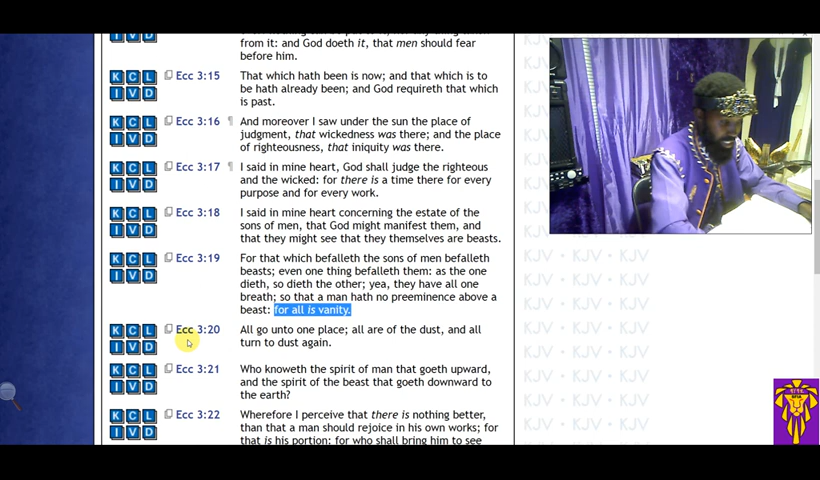 from it: and God doeth it, that men should fear
before him.
K C L
I V D
Ecc 3:15
That which hath been is now; and that which is to
be hath already been; and God requireth that which
is past.
K C L
I V D
Ecc 3:16
¶ And moreover I saw under the sun the place of
judgment, that wickedness was there; and the place
of righteousness, that iniquity was there.
K C L
I V D
Ecc 3:17
¶ I said in mine heart, God shall judge the righteous
and the wicked: for there is a time there for every
purpose and for every work.
K C L
I V D
Ecc 3:18
I said in mine heart concerning the estate of the
sons of men, that God might manifest them, and
that they might see that they themselves are beasts.
K C L
I V D
Ecc 3:19
For that which befalleth the sons of men befalleth
beasts; even one thing befalleth them: as the one
dieth, so dieth the other; yea, they have all one
breath; so that a man hath no preeminence above a
beast: for all is vanity.
K C L
I V D
Ecc 3:20
All go unto one place; all are of the dust, and all
turn to dust again.
K C L
I V D
Ecc 3:21
Who knoweth the spirit of man that goeth upward,
and the spirit of the beast that goeth downward to
the earth?
K C L
I V D
Ecc 3:22
Wherefore I perceive that there is nothing better,
than that a man should rejoice in his own works; for
that is his portion: for who shall bring him to see
KJV • KJV • KJV • KJV
KJV • KJV • KJV • KJV
KJV • KJV • KJV • KJV
KJV • KJV • KJV • KJV
KJV • KJV • KJV • KJV